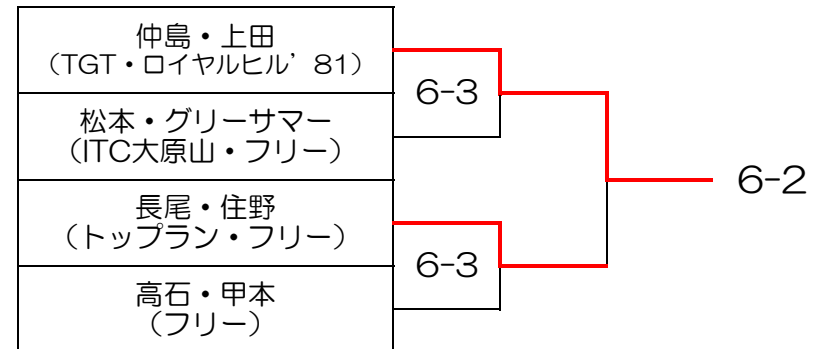 仲島・上田
（TGT・ロイヤルヒル’81）
6-3
松本・グリーサマー
（ITC大原山・フリー）
6-2
長尾・住野
（トップラン・フリー）
6-3
高石・甲本
（フリー）